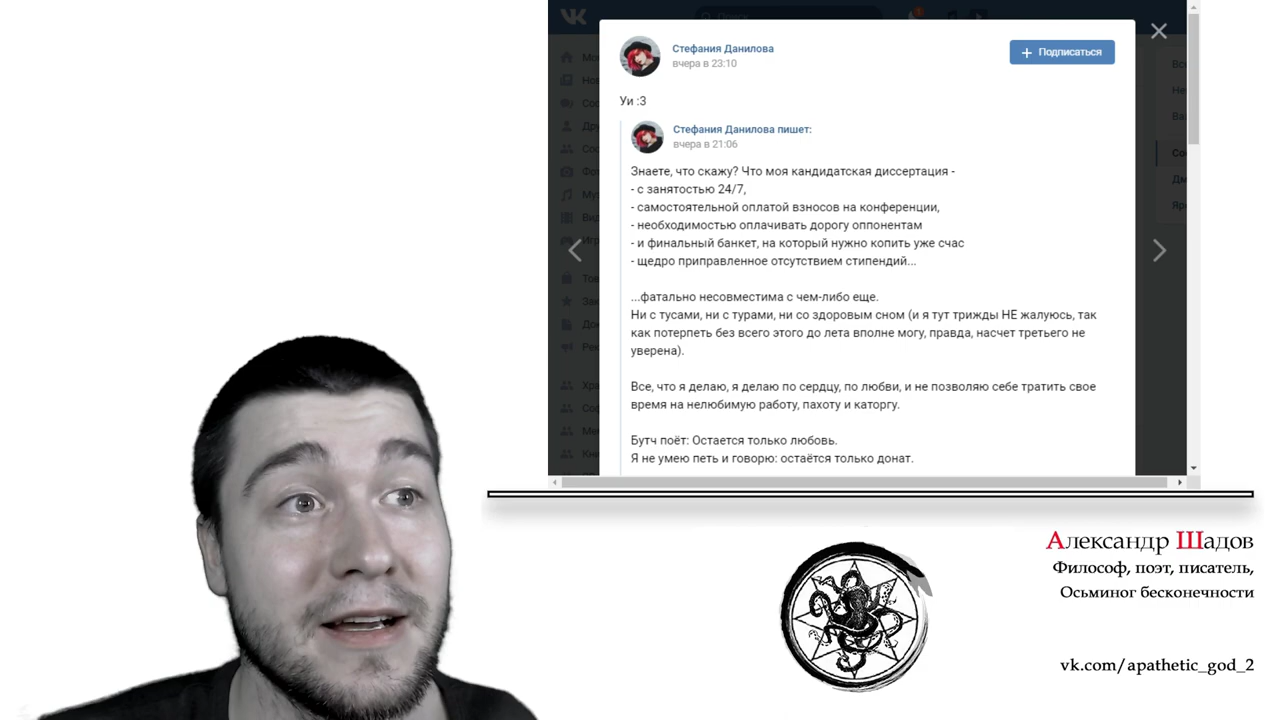 Стефания Данилова
вчера в 23:10
Подписаться
Уи :3
Стефания Данилова пишет:
вчера в 21:06
Знаете, что скажу? Что моя кандидатская диссертация -
- с занятостью 24/7,
- самостоятельной оплатой взносов на конференции,
- необходимостью оплачивать дорогу оппонентам
- и финальный банкет, на который нужно копить уже счас
- щедро приправленное отсутствием стипендий...
...фатально несовместима с чем-либо еще.
Ни с тусами, ни с турами, ни со здоровым сном (и я тут трижды НЕ жалуюсь, так
как потерпеть без всего этого до лета вполне могу, правда, насчет третьего не
уверена).
Все, что я делаю, я делаю по сердцу, по любви, и не позволяю себе тратить свое
время на нелюбимую работу, пахоту и каторгу.
Бутч поёт: Остается только любовь.
Я не умею петь и говорю: остаётся только донат.
Александр Шадов
Философ, поэт, писатель,
Осьминог бесконечности
vk.com/apathetic_god_2